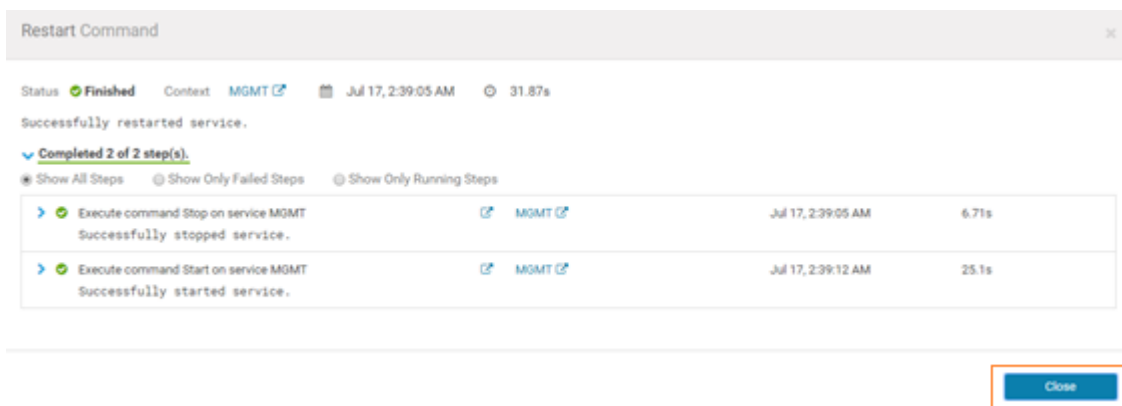 Restart Command
Status Finished Context MGMT Jul 17, 2:39:05 AM 31.87s
Successfully restarted service.
Completed 2 of 2 step(s).
Show All Steps Show Only Failed Steps Show Only Running Steps
Execute command Stop on service MGMT MGMT Jul 17, 2:39:05 AM 6.71s
Successfully stopped service.
Execute command Start on service MGMT MGMT Jul 17, 2:39:12 AM 25.1s
Successfully started service.
Close